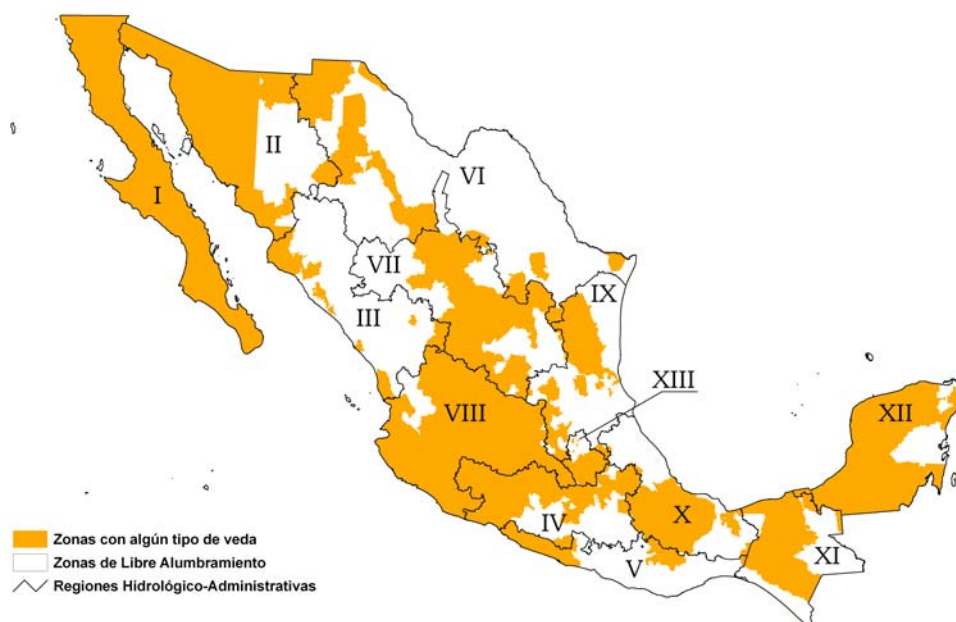 II
VI
I
VII
IX
III
XIII
VIII
XII
IV
X
V
XI
Zonas con algún tipo de veda
Zonas de Libre Alumbramiento
Regiones Hidrológico-Administrativas